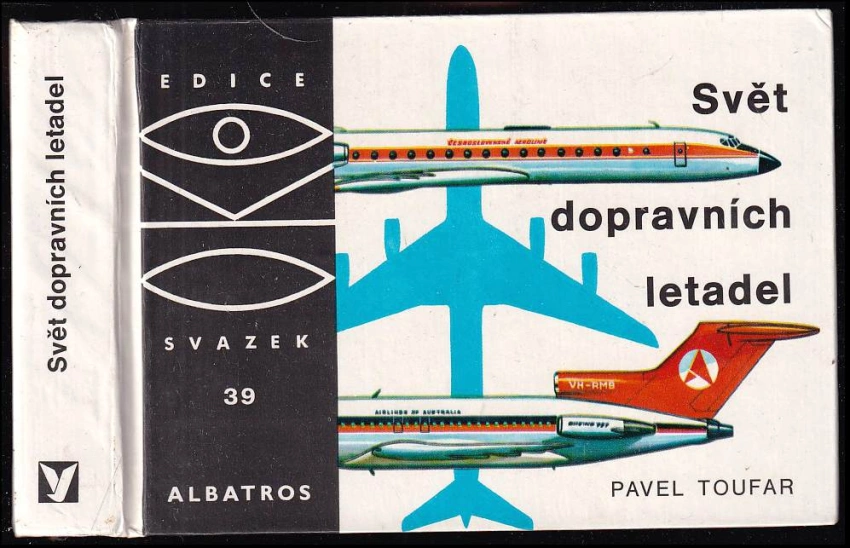 Svět dopravních letadel
EDICE
SVAZEK
39
ALBATROS
Svět
dopravních
letadel
ČESKOSLOVENSKÉ AEROLINIE
VH-RMB
AIRLINES OF AUSTRALIA
BOEING 727
PAVEL TOUFAR